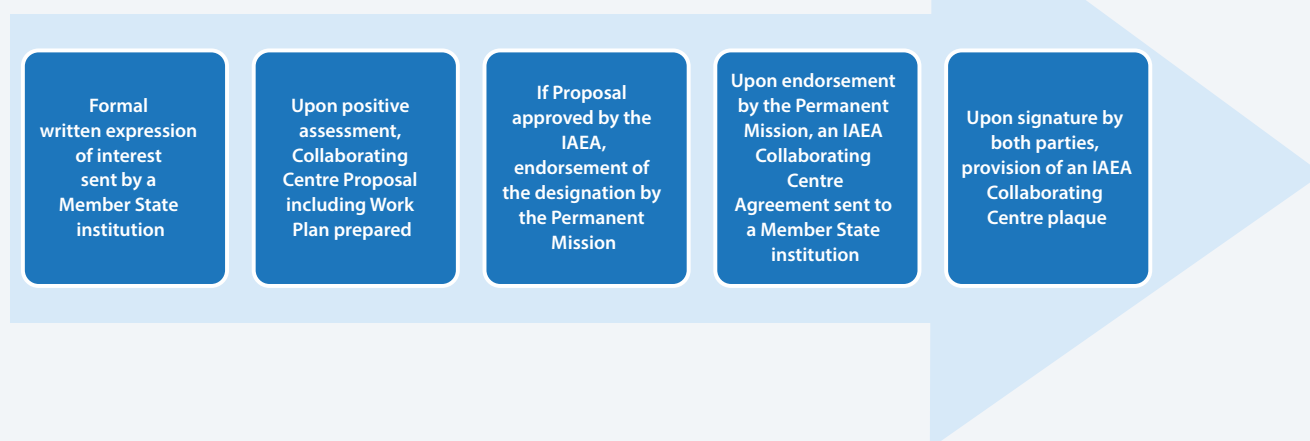 Formal
written expression
of interest
sent by a
Member State
institution
Upon positive
assessment,
Collaborating
Centre Proposal
including Work
Plan prepared
If Proposal
approved by the
IAEA,
endorsement of
the designation by
the Permanent
Mission
Upon endorsement
by the Permanent
Mission, an IAEA
Collaborating
Centre
Agreement sent to
a Member State
institution
Upon signature by
both parties,
provision of an IAEA
Collaborating
Centre plaque